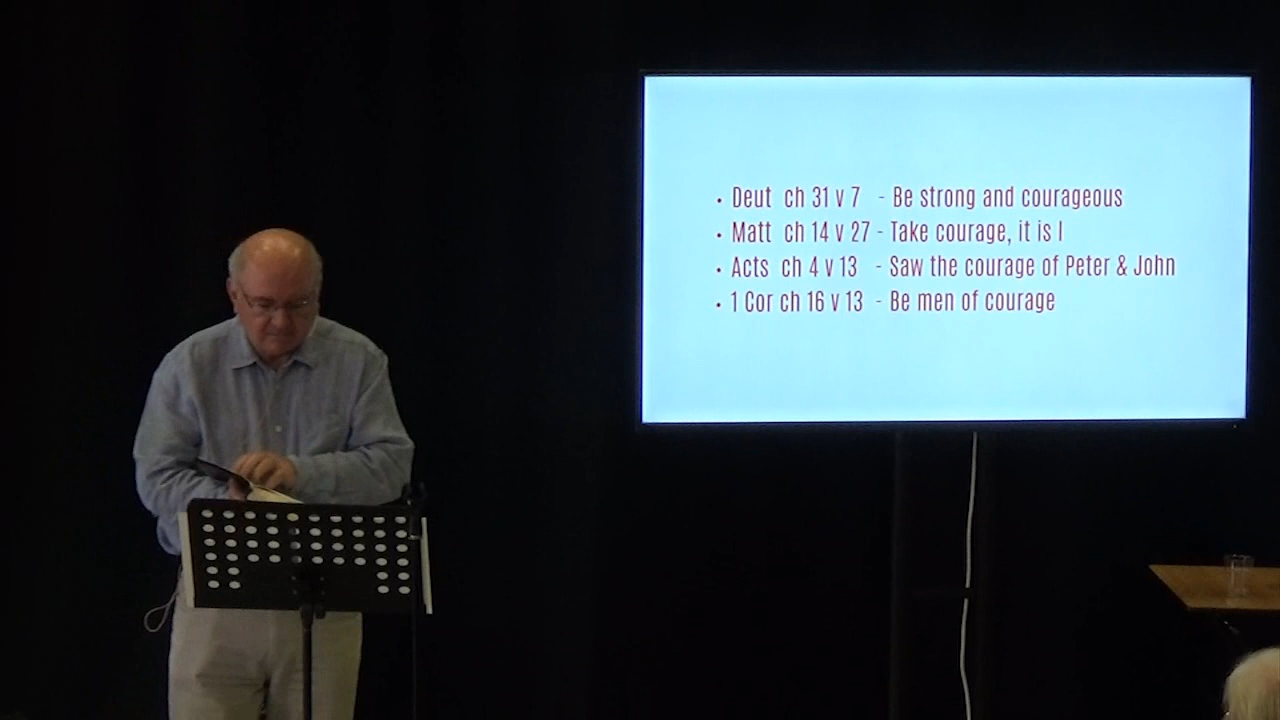 • Deut ch 31 v 7 - Be strong and courageous
• Matt ch 14 v 27 - Take courage, it is I
• Acts ch 4 v 13 - Saw the courage of Peter & John
• 1 Cor ch 16 v 13 - Be men of courage